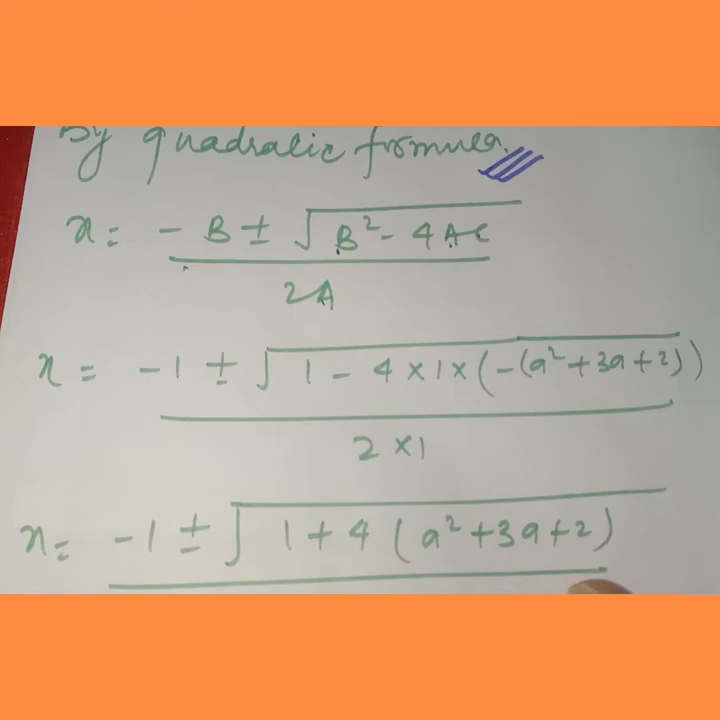 By quadratic formula.
x = -B ± √B² - 4AC
2A
x = -1 ± √1 - 4×1×(-(a²+3a+2))
2×1
x = -1 ± √1+4(a²+3a+2)